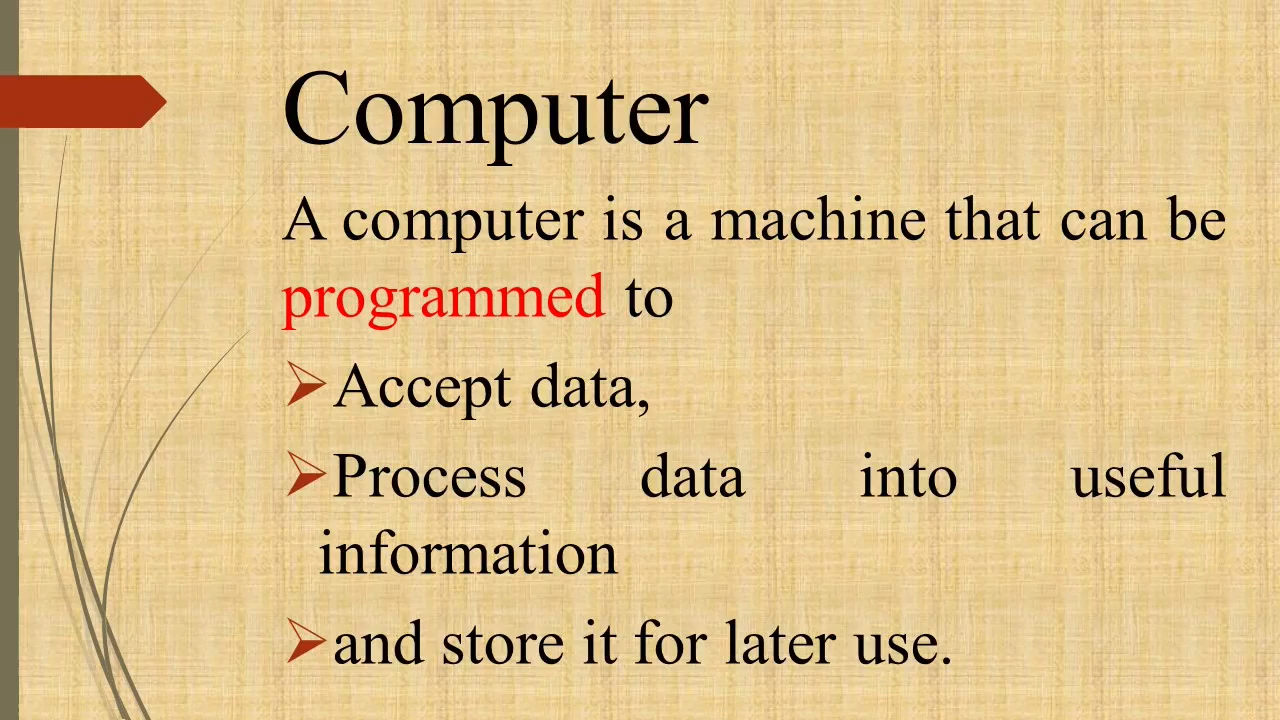 Computer
A computer is a machine that can be
programmed to
➢Accept data,
➢Process data into useful
information
➢and store it for later use.